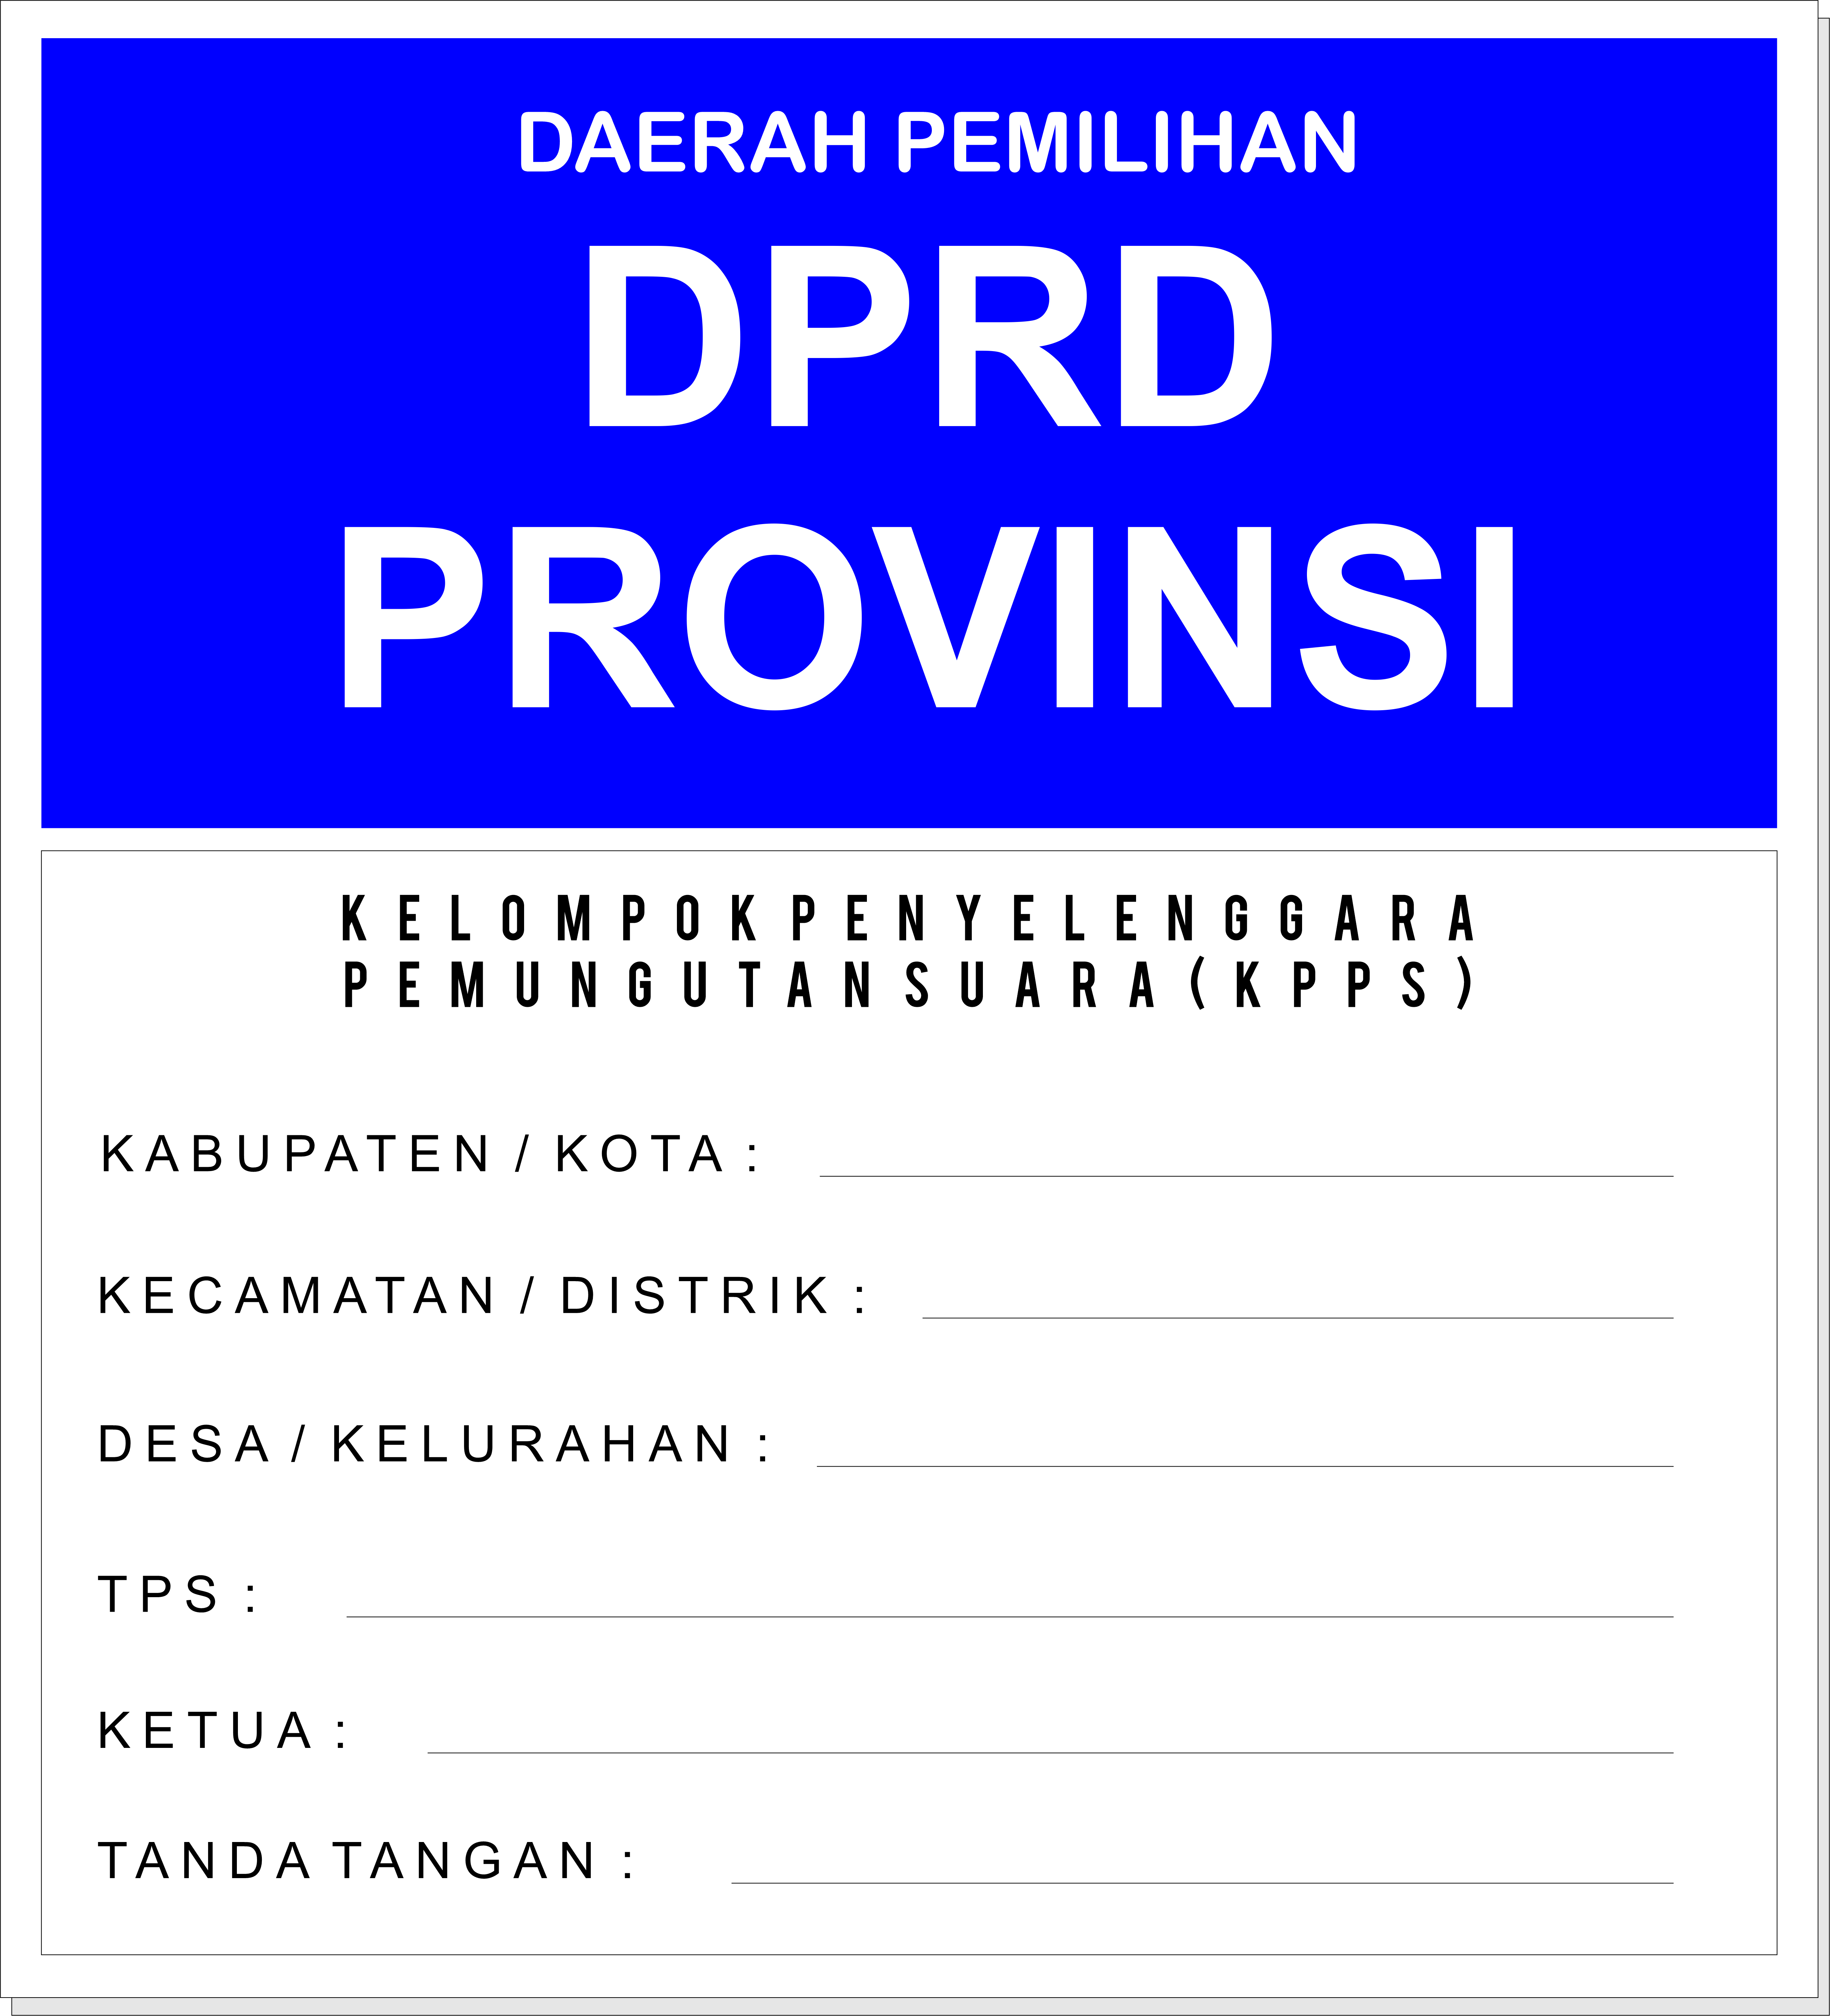 DAERAH PEMILIHAN
DPRD
PROVINSI
KELOMPOK PENYELENGGARA
PEMUNGUTAN SUARA (KPPS)
KABUPATEN / KOTA :
KECAMATAN / DISTRIK :
DESA / KELURAHAN :
TPS :
KETUA :
TANDA TANGAN :